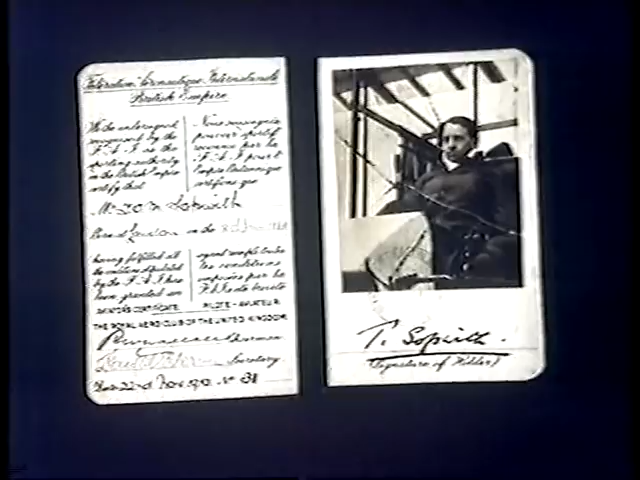 Fédération Aéronautique Internationale
British Empire
We the undersigned
recognised by the
F.A.I. as the
sporting authority
in the British Empire
certify that
Nous soussignés
pouvoir sportif
reconnu par la
F.A.I. pour l'
Empire Britannique
certifions que
Mr T.O.M. Sopwith
Born at London on the
having fulfilled all
the conditions stipulated
by the F.A.I. has
been granted an
ayant rempli toutes
les conditions
imposées par la
F.A.I. a été breveté
AVIATOR'S CERTIFICATE PILOTE-AVIATEUR
THE ROYAL AERO CLUB OF THE UNITED KINGDOM
Chairman
Secretary.
Date 22nd Nov. 1910. No 31
T. Sopwith.
(Signature of Holder)